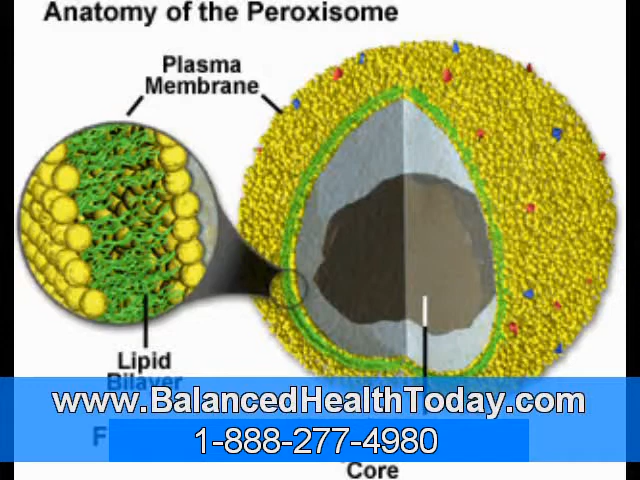 Anatomy of the Peroxisome
Plasma
Membrane
Lipid
Bilayer
www.BalancedHealthToday.com
1-888-277-4980
Core